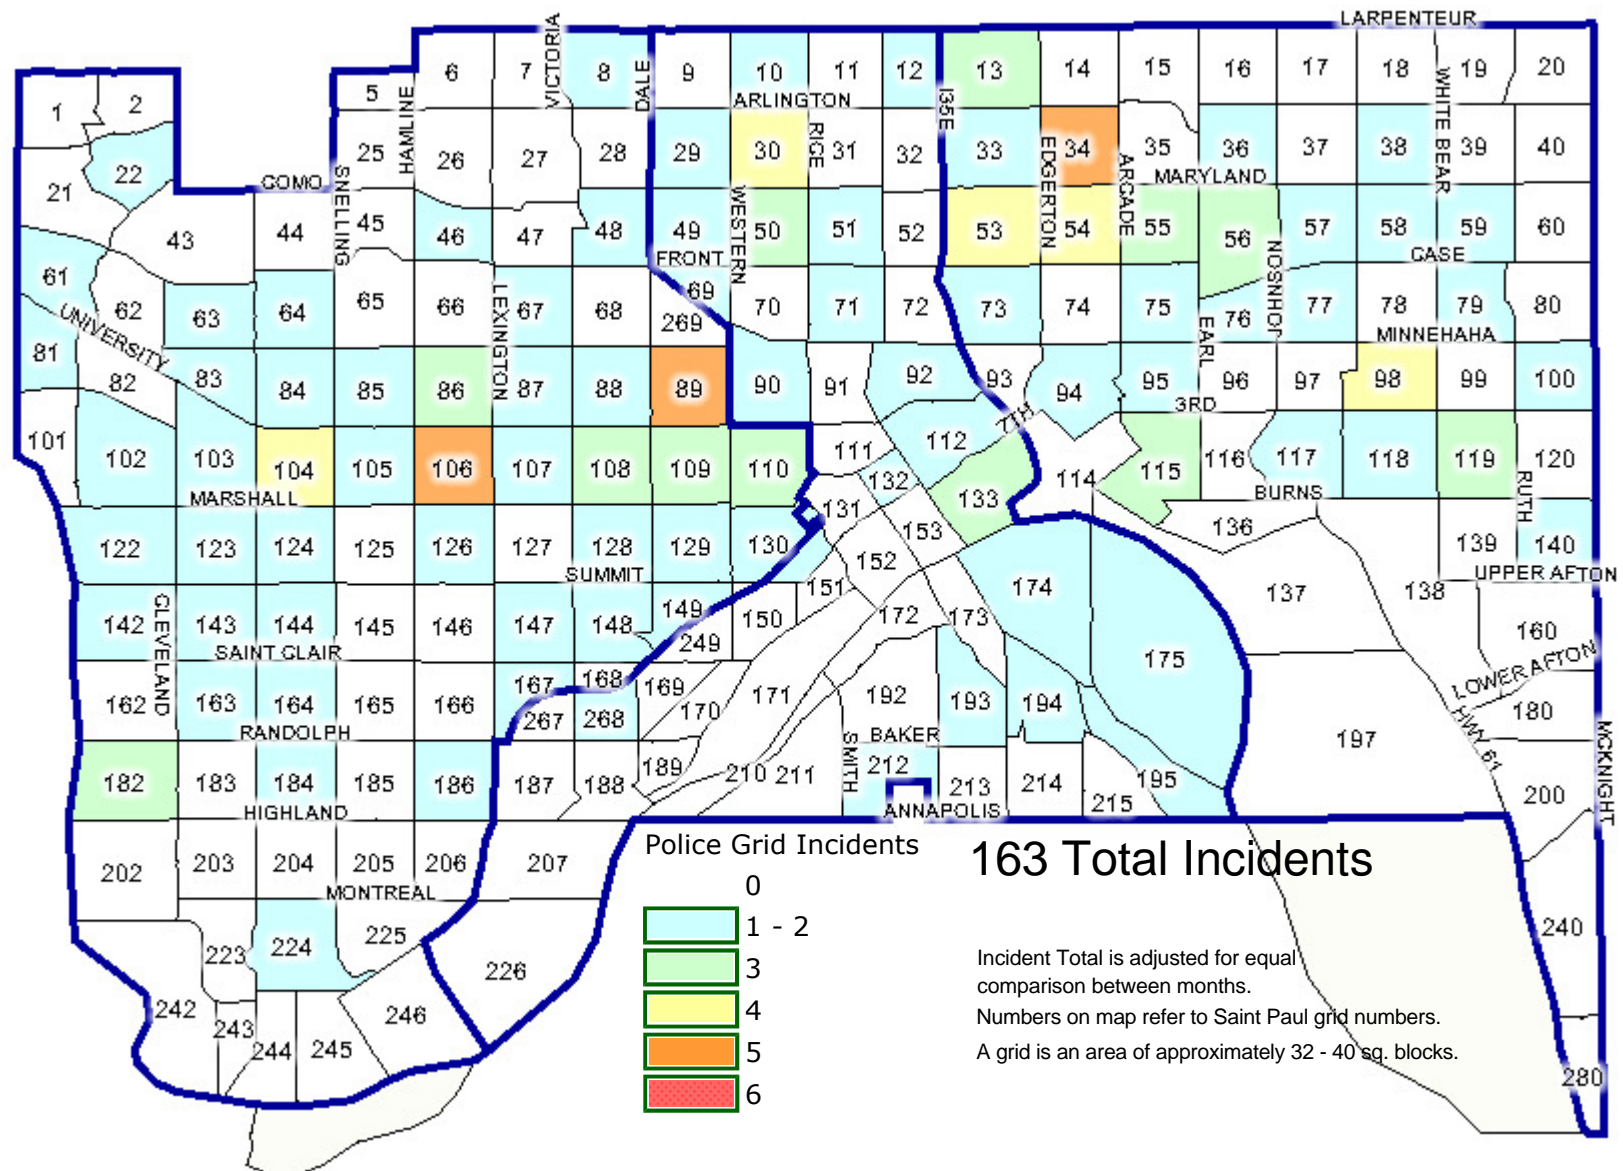 LARPENTEUR
1 2 5 6 7 VICTORIA 8 DALE 9 10 11 12 I35E 13 14 15 16 17 18 WHITE BEAR 19 20
HAMLINE ARLINGTON RICE
21 22 25 26 27 28 29 30 31 32 33 EDGERTON 34 ARCADE 35 36 37 38 39 40
COMO SNELLING MARYLAND
43 44 45 46 47 48 49 WESTERN 50 51 52 53 54 55 56 JOHNSON 57 58 59 60
FRONT CASE
61 62 63 64 65 66 LEXINGTON 67 68 69 269 70 71 72 73 74 75 EARL 76 77 78 79 80
UNIVERSITY MINNEHAHA
81 82 83 84 85 86 87 88 89 90 91 92 93 94 95 96 97 98 99 100
3RD
7TH
101 102 103 104 105 106 107 108 109 110 111 112 114 115 116 117 118 119 120
MARSHALL 132 133 BURNS RUTH
122 123 124 125 126 127 128 129 130 131 152 153 136 139 140
SUMMIT UPPER AFTON
CLEVELAND
142 143 144 145 146 147 148 149 249 150 151 172 173 174 137 138 160
SAINT CLAIR LOWER AFTON
162 163 164 165 166 167 168 267 268 169 170 171 192 193 194 175 197 180
RANDOLPH BAKER SMITH HWY 61 MCKNIGHT
182 183 184 185 186 187 188 189 210 211 212 213 214 215 195 200
HIGHLAND ANNAPOLIS
202 203 204 205 206 207
MONTREAL
223 224 225 226 240
242 243 244 245 246 280
Police Grid Incidents
0
1 - 2
3
4
5
6
163 Total Incidents
Incident Total is adjusted for equal
comparison between months.
Numbers on map refer to Saint Paul grid numbers.
A grid is an area of approximately 32 - 40 sq. blocks.